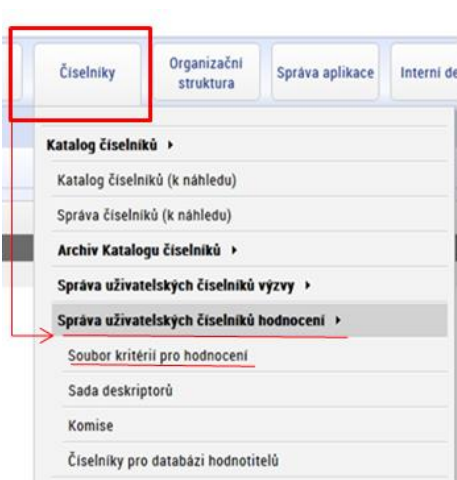 Číselníky
Organizační
struktura
Správa aplikace
Interní de
Katalog číselníků
Katalog číselníků (k náhledu)
Správa číselníků (k náhledu)
Archiv Katalogu číselníků
Správa uživatelských číselníků výzvy
Správa uživatelských číselníků hodnocení
Soubor kritérií pro hodnocení
Sada deskriptorů
Komise
Číselníky pro databázi hodnotitelů